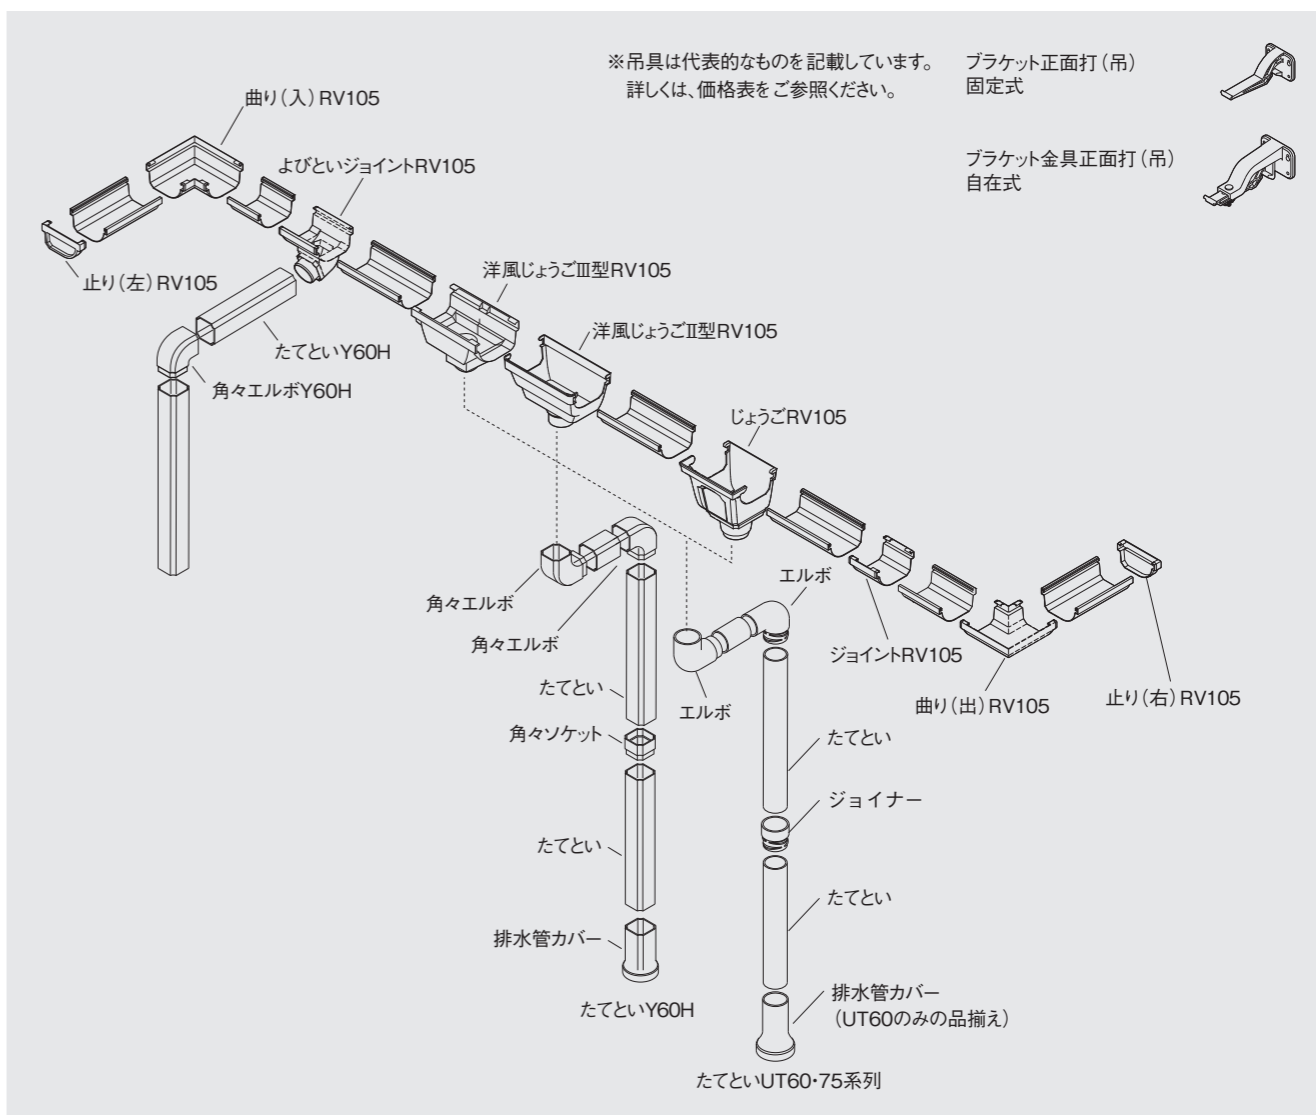 ※吊具は代表的なものを記載しています。
詳しくは、価格表をご参照ください。
ブラケット正面打(吊)
固定式
ブラケット金具正面打(吊)
自在式
曲り(入)RV105
よびといジョイントRV105
止り(左)RV105
洋風じょうごⅢ型RV105
洋風じょうごⅡ型RV105
たてといY60H
角々エルボY60H
じょうごRV105
エルボ
角々エルボ
角々エルボ
ジョイントRV105
たてとい
エルボ
曲り(出)RV105
止り(右)RV105
角々ソケット
たてとい
ジョイナー
たてとい
たてとい
排水管カバー
たてといY60H
排水管カバー
(UT60のみの品揃え)
たてといUT60・75系列